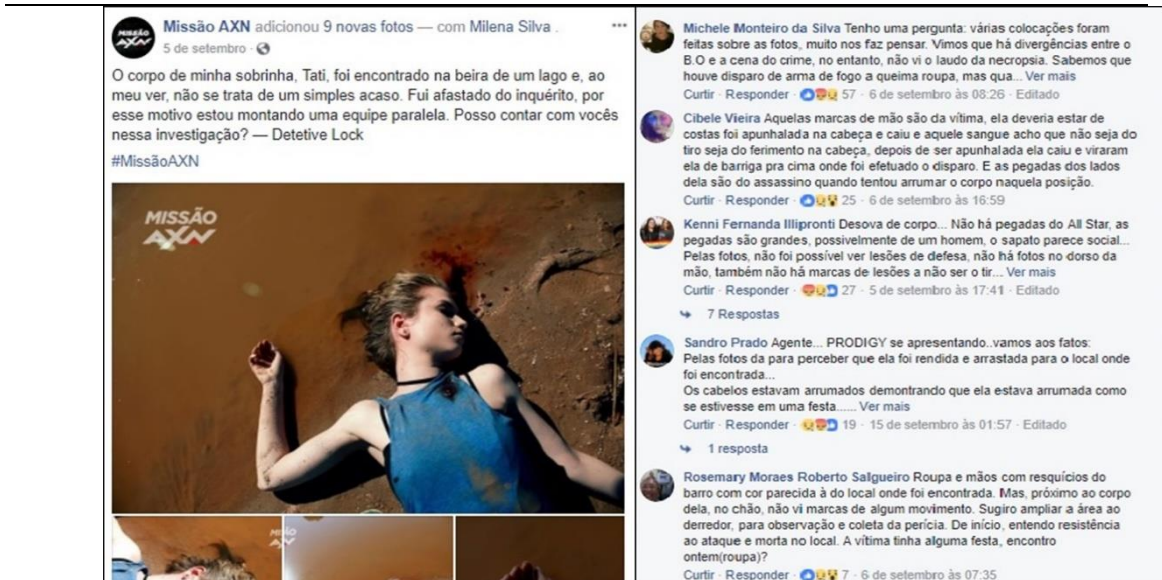 Missão AXN adicionou 9 novas fotos — com Milena Silva .
5 de setembro ·
O corpo de minha sobrinha, Tati, foi encontrado na beira de um lago e, ao
meu ver, não se trata de um simples acaso. Fui afastado do inquérito, por
esse motivo estou montando uma equipe paralela. Posso contar com vocês
nessa investigação? — Detetive Lock
#MissãoAXN
MISSÃO
AXN
Michele Monteiro da Silva Tenho uma pergunta: várias colocações foram
feitas sobre as fotos, muito nos faz pensar. Vimos que há divergências entre o
B.O e a cena do crime, no entanto, não vi o laudo da necropsia. Sabemos que
houve disparo de arma de fogo a queima roupa, mas qua... Ver mais
Curtir · Responder · 57 · 6 de setembro às 08:26 · Editado
Cibele Vieira Aquelas marcas de mão são da vítima, ela deveria estar de
costas foi apunhalada na cabeça e caiu e aquele sangue acho que não seja do
tiro seja do ferimento na cabeça, depois de ser apunhalada ela caiu e viraram
ela de barriga pra cima onde foi efetuado o disparo. E as pegadas dos lados
dela são do assassino quando tentou arrumar o corpo naquela posição.
Curtir · Responder · 25 · 6 de setembro às 16:59
Kenni Fernanda Illipronti Desova de corpo... Não há pegadas do All Star, as
pegadas são grandes, possivelmente de um homem, o sapato parece social...
Pelas fotos, não foi possível ver lesões de defesa, não há fotos no dorso da
mão, também não há marcas de lesões a não ser o tir... Ver mais
Curtir · Responder · 27 · 5 de setembro às 17:41 · Editado
7 Respostas
Sandro Prado Agente... PRODIGY se apresentando..vamos aos fatos:
Pelas fotos da para perceber que ela foi rendida e arrastada para o local onde
foi encontrada...
Os cabelos estavam arrumados demontrando que ela estava arrumada como
se estivesse em uma festa...... Ver mais
Curtir · Responder · 19 · 15 de setembro às 01:57 · Editado
1 resposta
Rosemary Moraes Roberto Salgueiro Roupa e mãos com resquícios do
barro com cor parecida à do local onde foi encontrada. Mas, próximo ao corpo
dela, no chão, não vi marcas de algum movimento. Sugiro ampliar a área ao
derredor, para observação e coleta da perícia. De início, entendo resistência
ao ataque e morta no local. A vítima tinha alguma festa, encontro
ontem(roupa)?
Curtir · Responder · 7 · 6 de setembro às 07:35